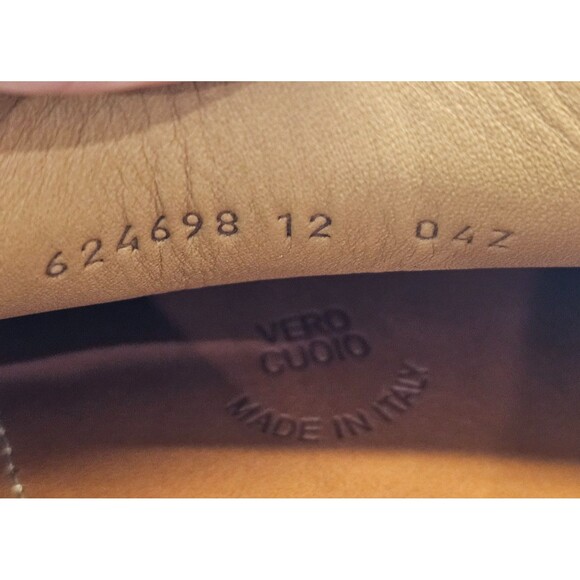 624698 12 04Z
VERO
CUOIO
MADE IN ITALY